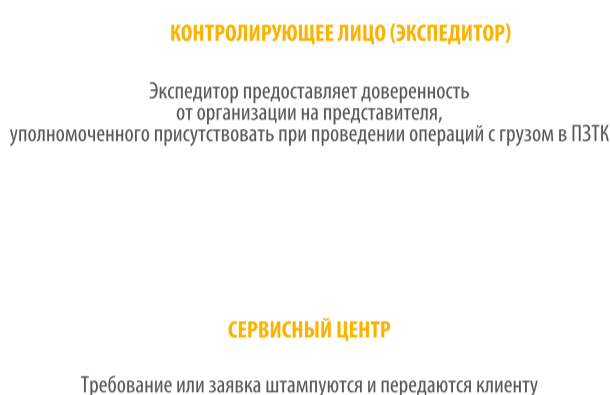 КОНТРОЛИРУЮЩЕЕ ЛИЦО (ЭКСПЕДИТОР)
Экспедитор предоставляет доверенность
от организации на представителя,
уполномоченного присутствовать при проведении операций с грузом в ПЗТК
СЕРВИСНЫЙ ЦЕНТР
Требование или заявка штампуются и передаются клиенту